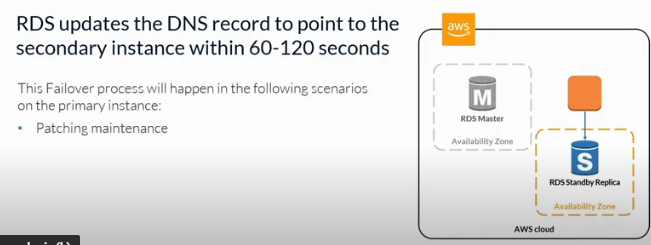 RDS updates the DNS record to point to the
secondary instance within 60-120 seconds
This Failover process will happen in the following scenarios
on the primary instance:
• Patching maintenance
aws
M
RDS Master
Availability Zone
S
RDS Standby Replica
Availability Zone
AWS cloud